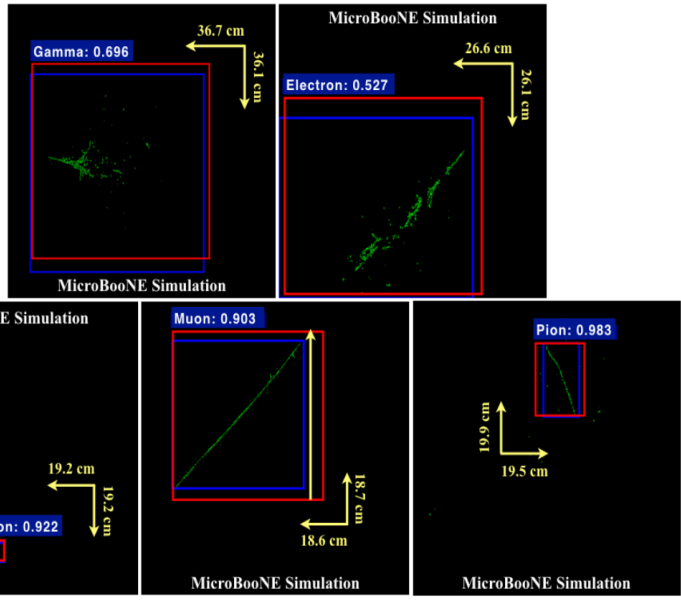 36.7 cm
36.1 cm
Gamma: 0.696
MicroBooNE Simulation
MicroBooNE Simulation
26.6 cm
26.1 cm
Electron: 0.527
E Simulation
19.2 cm
19.2 cm
on: 0.922
Muon: 0.903
18.7 cm
18.6 cm
MicroBooNE Simulation
Pion: 0.983
19.9 cm
19.5 cm
MicroBooNE Simulation